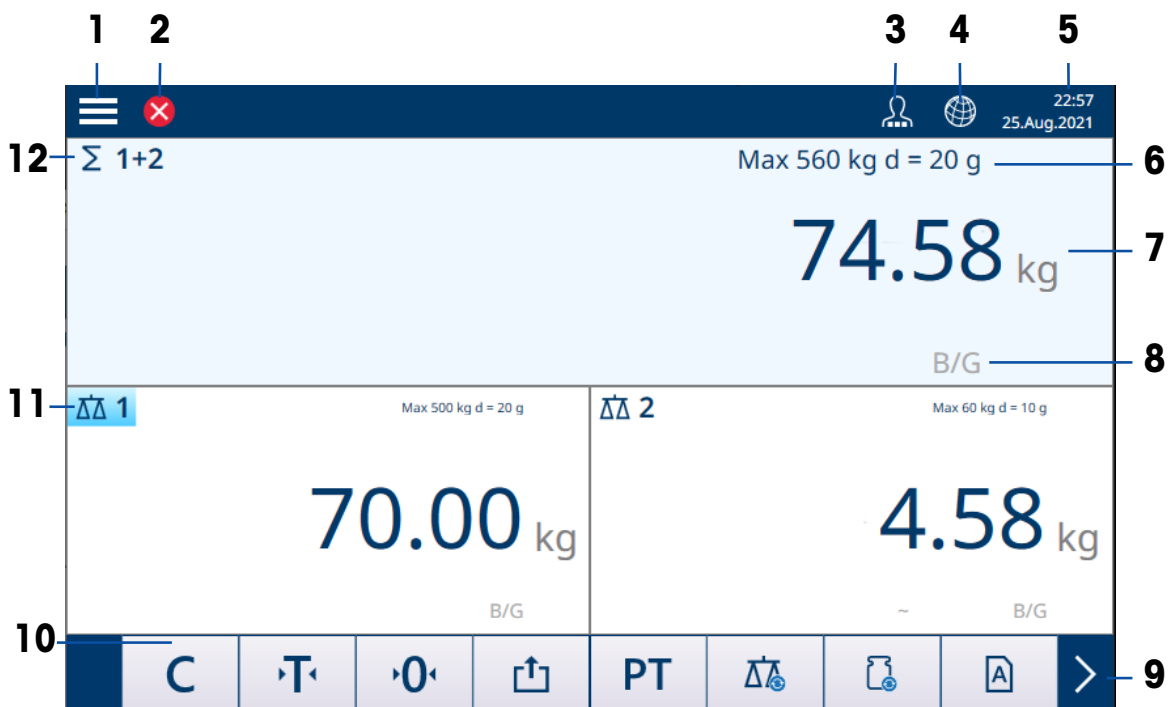 1 2 3 4 5
22:57
25.Aug.2021
12 Σ 1+2 Max 560 kg d = 20 g 6
74.58 kg 7
B/G 8
11 1 Max 500 kg d = 20 g 2 Max 60 kg d = 10 g
70.00 kg 4.58 kg
B/G ~ B/G
10
C T 0 PT A 9